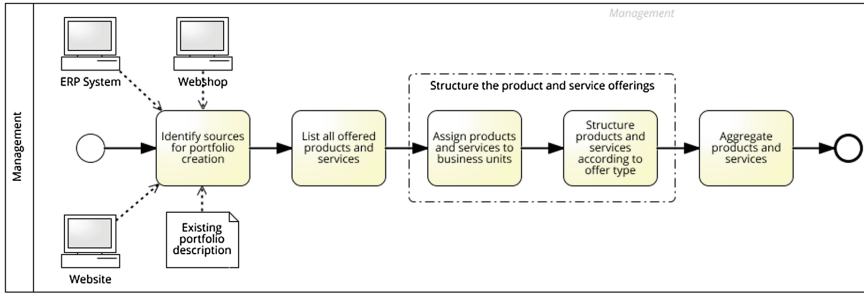 Management
Management
ERP System
Webshop
Structure the product and service offerings
Identify sources
for portfolio
creation
List all offered
products and
services
Assign products
and services to
business units
Structure
products and
services
according to
offer type
Aggregate
products and
services
Existing
portfolio
description
Website